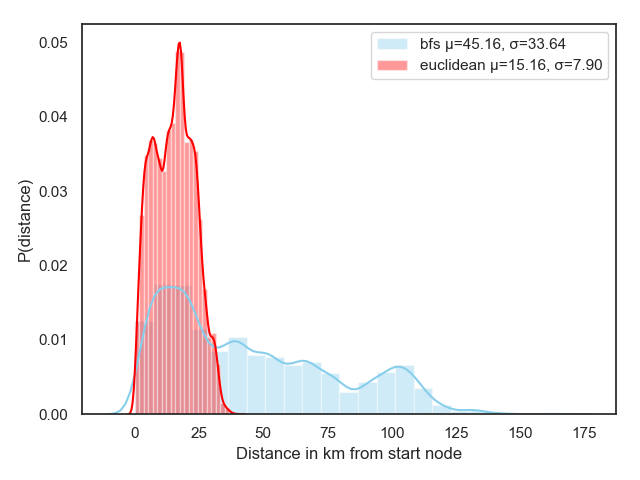 bfs μ=45.16, σ=33.64
euclidean μ=15.16, σ=7.90
P(distance)
0.05
0.04
0.03
0.02
0.01
0.00
0 25 50 75 100 125 150 175
Distance in km from start node